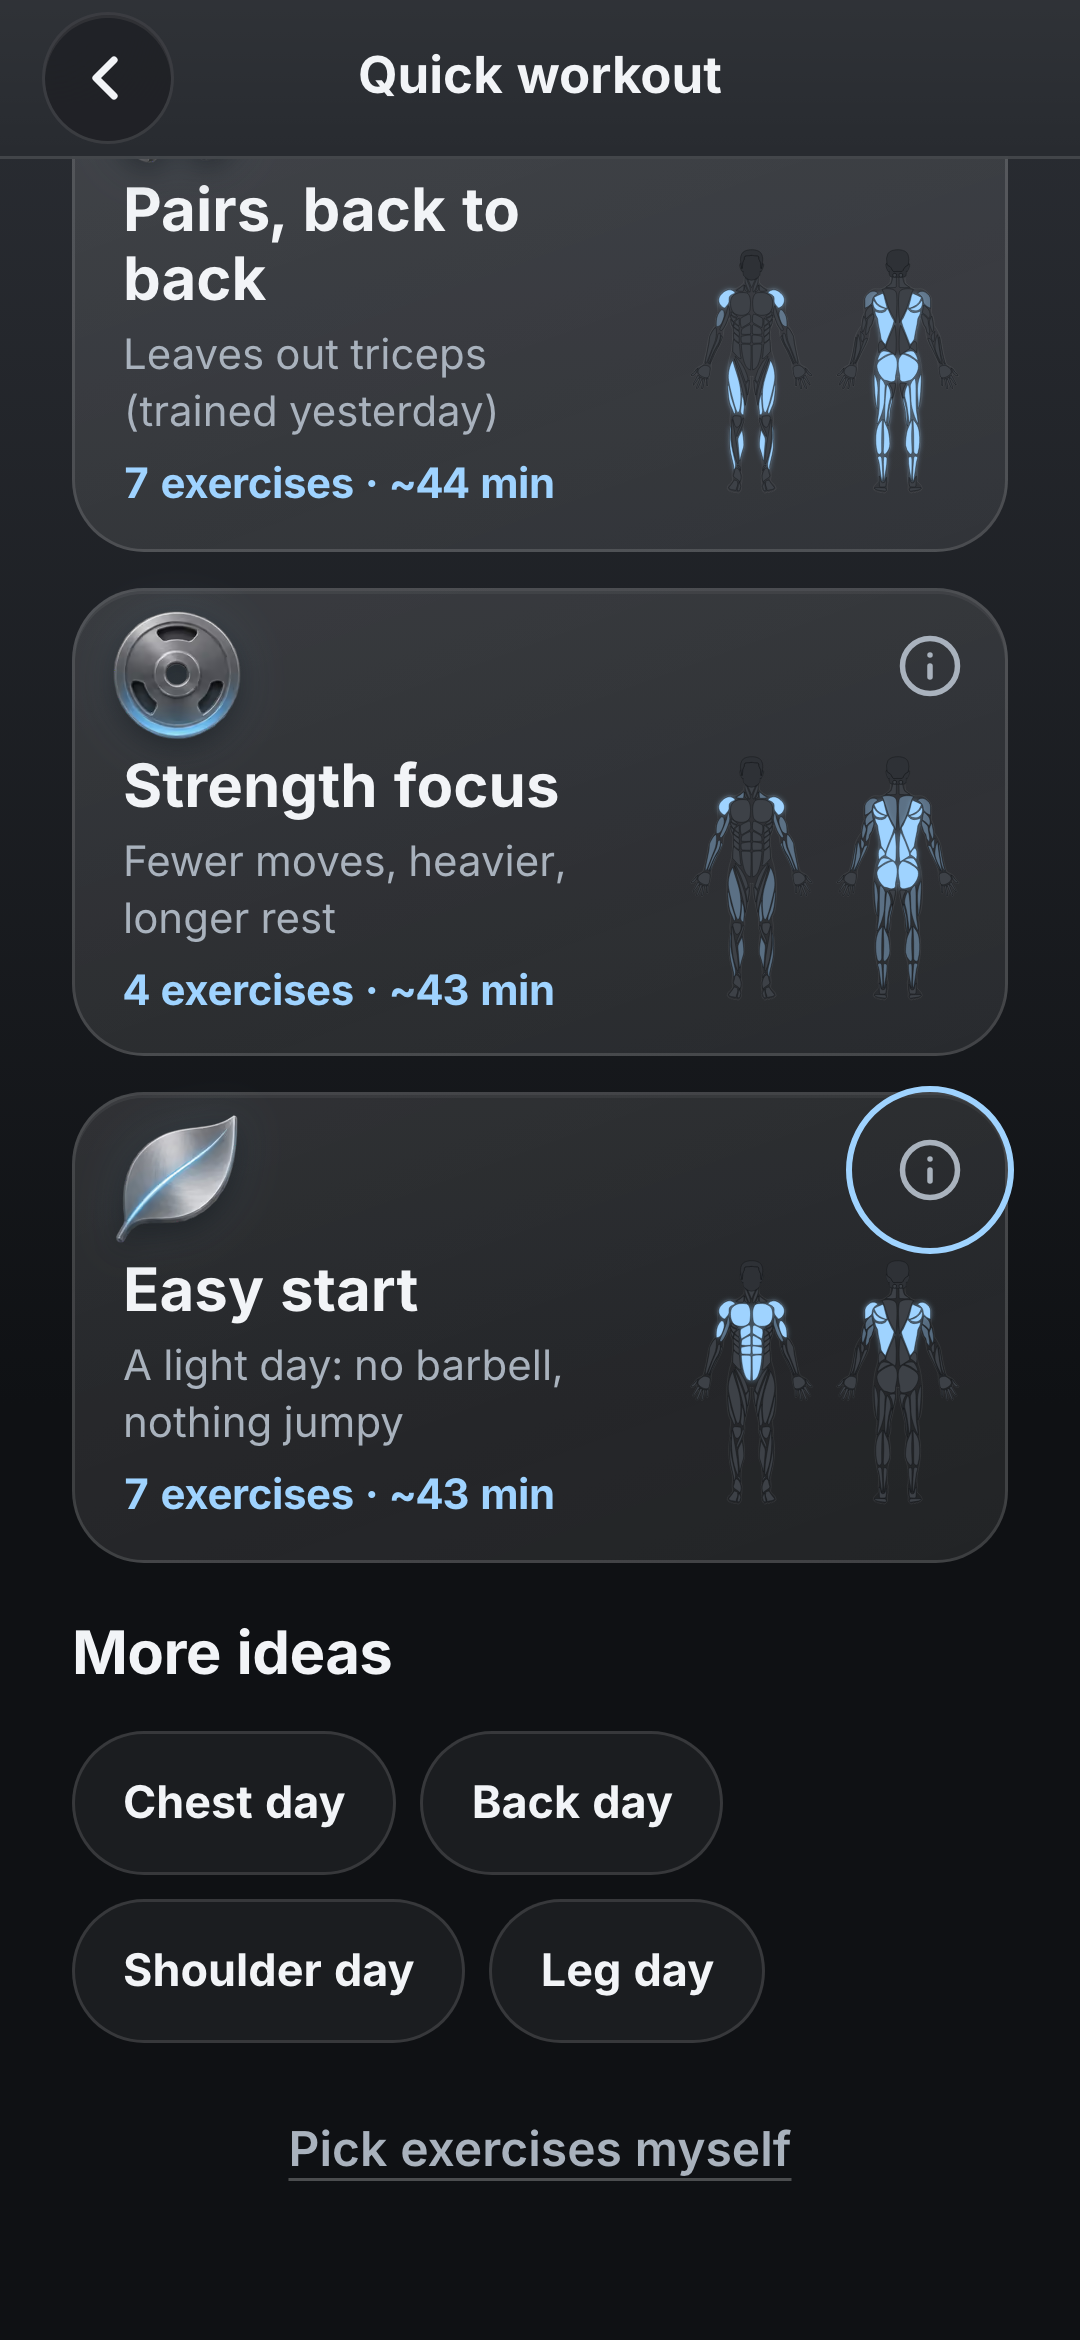 Quick workout
Pairs, back to
back
Leaves out triceps
(trained yesterday)
7 exercises · ~44 min
Strength focus
Fewer moves, heavier,
longer rest
4 exercises · ~43 min
Easy start
A light day: no barbell,
nothing jumpy
7 exercises · ~43 min
More ideas
Chest day
Back day
Shoulder day
Leg day
Pick exercises myself